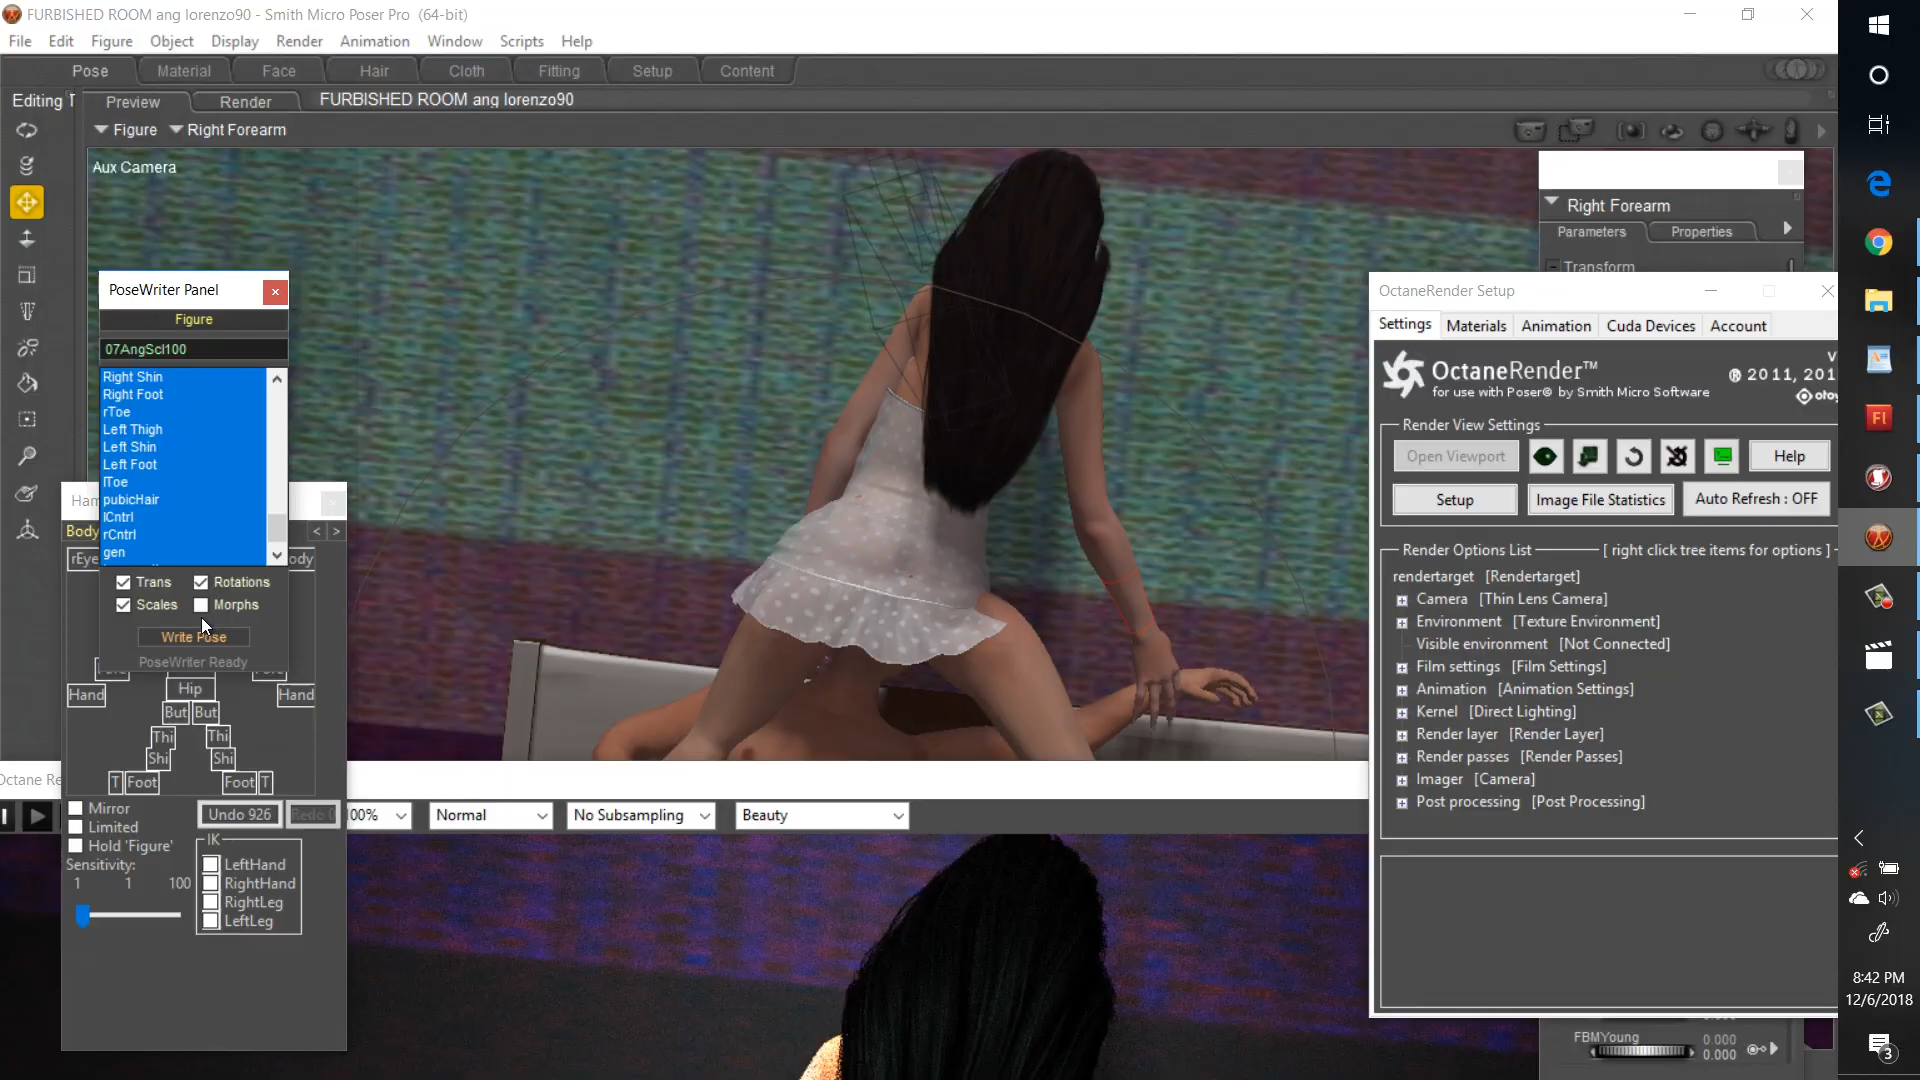 FURBISHED ROOM ang lorenzo90 - Smith Micro Poser Pro (64-bit)
File Edit Figure Object Display Render Animation Window Scripts Help
Pose Material Face Hair Cloth Fitting Setup Content
Editing
Preview Render FURBISHED ROOM ang lorenzo90
Figure Right Forearm
Aux Camera
Right Forearm
Parameters Properties
Transform
PoseWriter Panel
Figure
07AngScl100
Right Shin
Right Foot
rToe
Left Thigh
Left Shin
Left Foot
lToe
pubicHair
lCntrl
rCntrl
gen
Trans Rotations
Scales Morphs
Write Pose
PoseWriter Ready
Body
rEye
Hand Hip Hand
But But
Thi Thi
Shi Shi
T Foot Foot T
Mirror
Limited
Hold 'Figure'
Sensitivity:
1 1 100
Undo 926 Redo 0
IK
LeftHand
RightHand
RightLeg
LeftLeg
Octane
Normal No Subsampling Beauty
OctaneRender Setup
Settings Materials Animation Cuda Devices Account
OctaneRender™
for use with Poser® by Smith Micro Software
® 2011, 201
Render View Settings
Open Viewport Help
Setup Image File Statistics Auto Refresh : OFF
Render Options List [ right click tree items for options ]
rendertarget [Rendertarget]
Camera [Thin Lens Camera]
Environment [Texture Environment]
Visible environment [Not Connected]
Film settings [Film Settings]
Animation [Animation Settings]
Kernel [Direct Lighting]
Render layer [Render Layer]
Render passes [Render Passes]
Imager [Camera]
Post processing [Post Processing]
FBMYoung 0.000
0.000
8:42 PM
12/6/2018
3